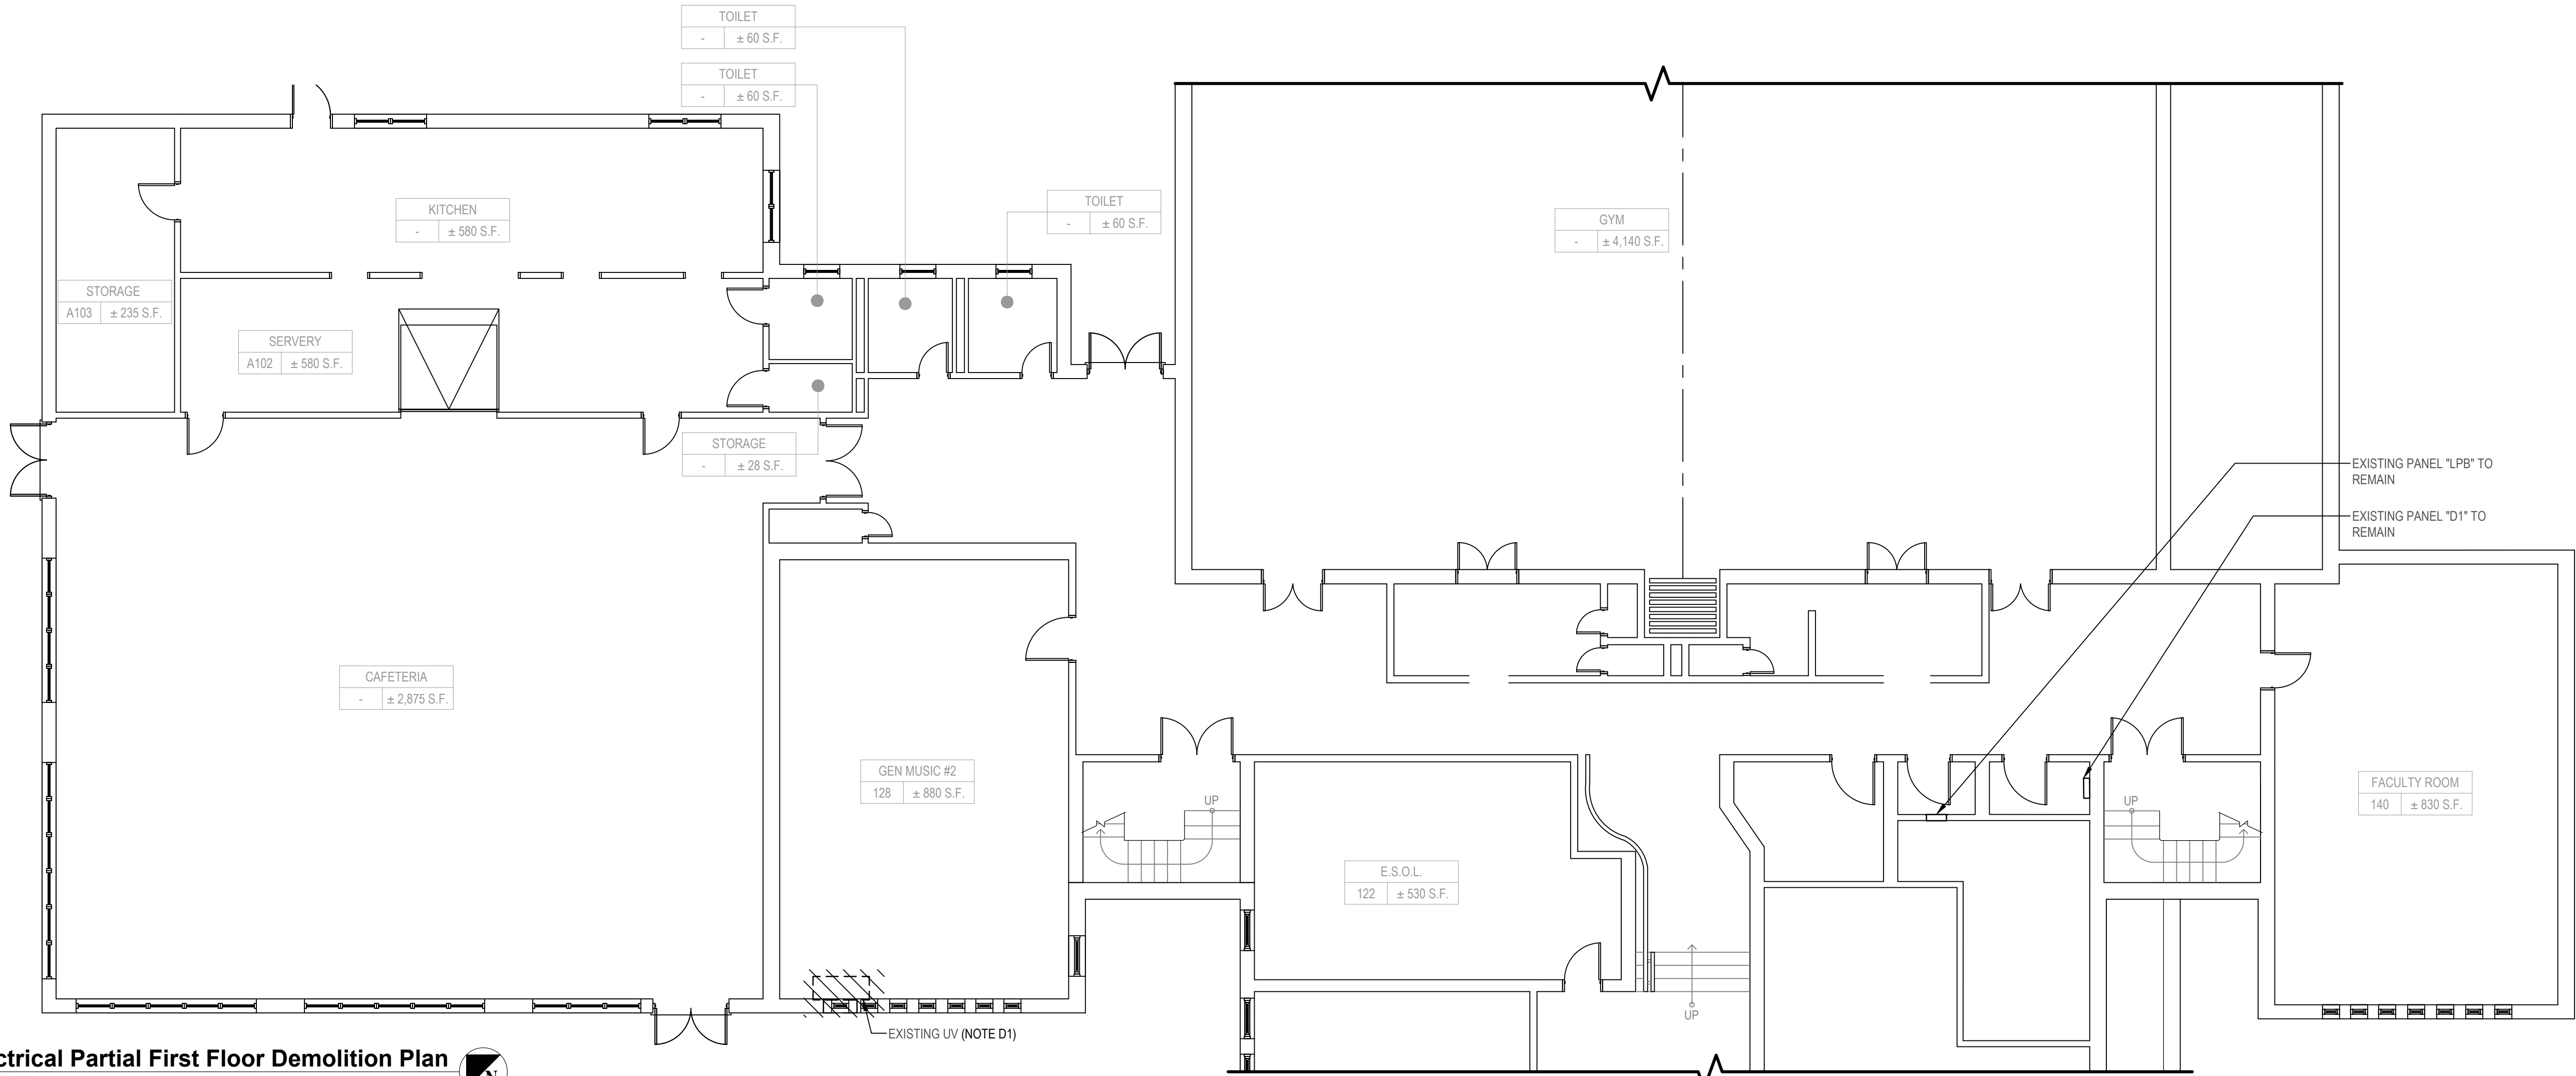 TOILET
- ± 60 S.F.
TOILET
- ± 60 S.F.
TOILET
- ± 60 S.F.
KITCHEN
- ± 580 S.F.
GYM
- ± 4,140 S.F.
STORAGE
A103 ± 235 S.F.
SERVERY
A102 ± 580 S.F.
STORAGE
- ± 28 S.F.
EXISTING PANEL "LPB" TO
REMAIN
EXISTING PANEL "D1" TO
REMAIN
CAFETERIA
- ± 2,875 S.F.
GEN MUSIC #2
128 ± 880 S.F.
UP
UP
FACULTY ROOM
140 ± 830 S.F.
E.S.O.L.
122 ± 530 S.F.
UP
EXISTING UV (NOTE D1)
ctrical Partial First Floor Demolition Plan
N